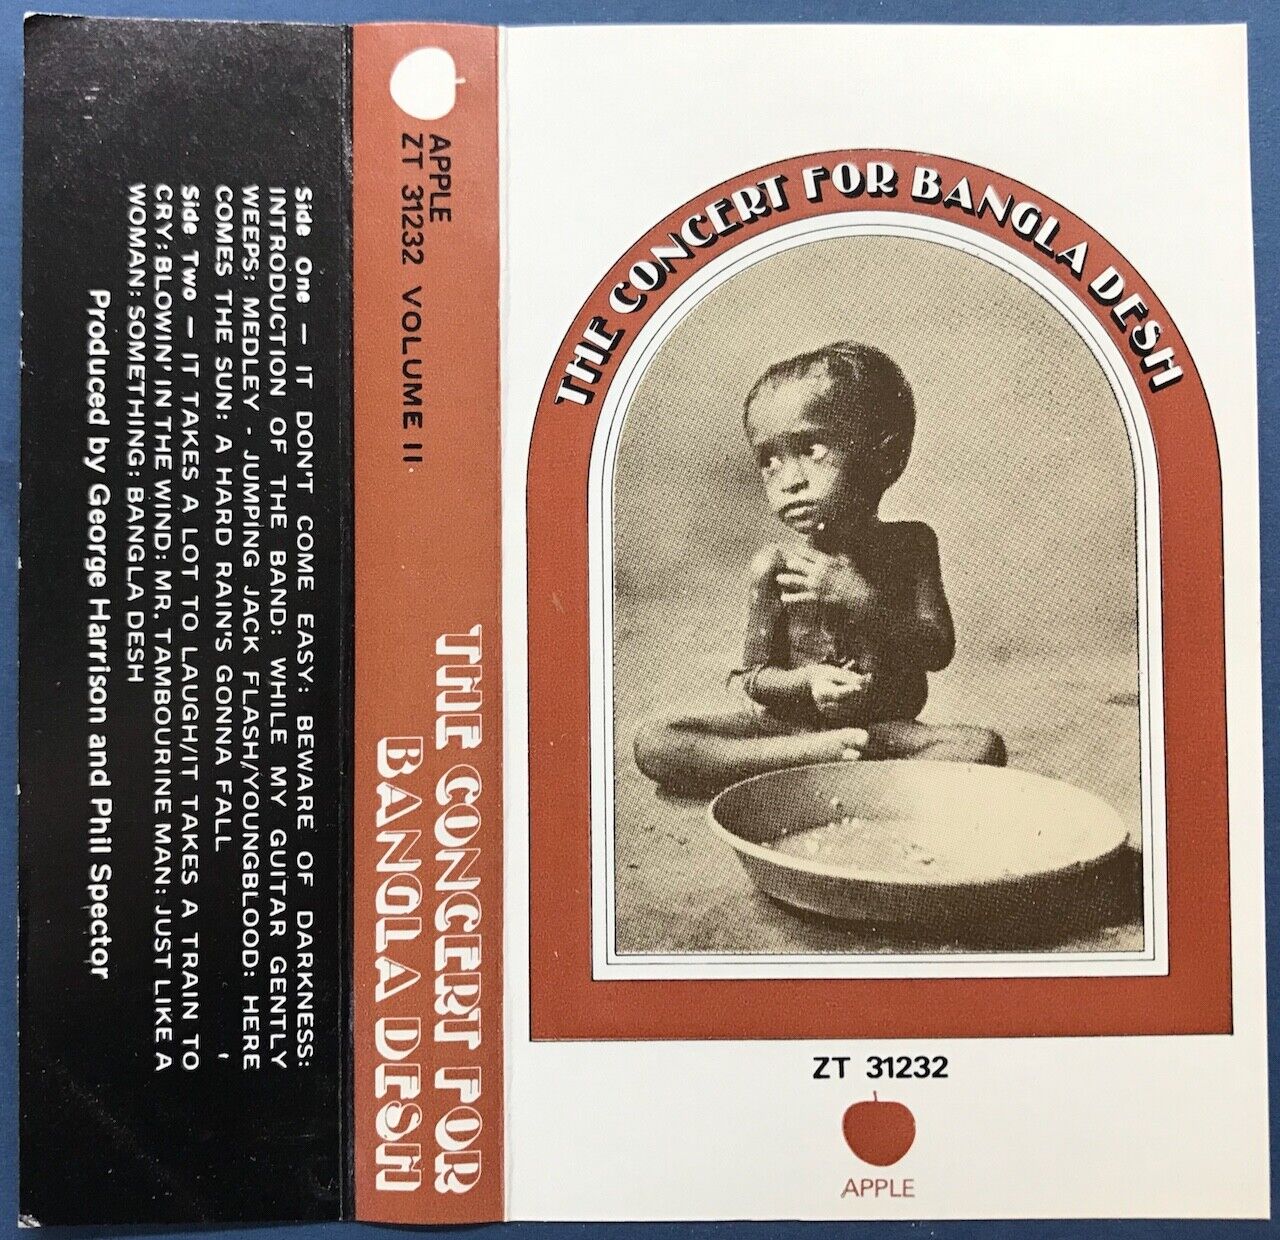 Side One — IT DON'T COME EASY: BEWARE OF DARKNESS:
INTRODUCTION OF THE BAND: WHILE MY GUITAR GENTLY
WEEPS: MEDLEY - JUMPING JACK FLASH/YOUNGBLOOD: HERE
COMES THE SUN: A HARD RAIN'S GONNA FALL
Side Two — IT TAKES A LOT TO LAUGH/IT TAKES A TRAIN TO
CRY: BLOWIN' IN THE WIND: MR. TAMBOURINE MAN: JUST LIKE A
WOMAN: SOMETHING: BANGLA DESH
Produced by George Harrison and Phil Spector
APPLE
ZT 31232 VOLUME II
THE CONCERT FOR
BANGLA DESH
THE CONCERT FOR BANGLA DESH
ZT 31232
APPLE